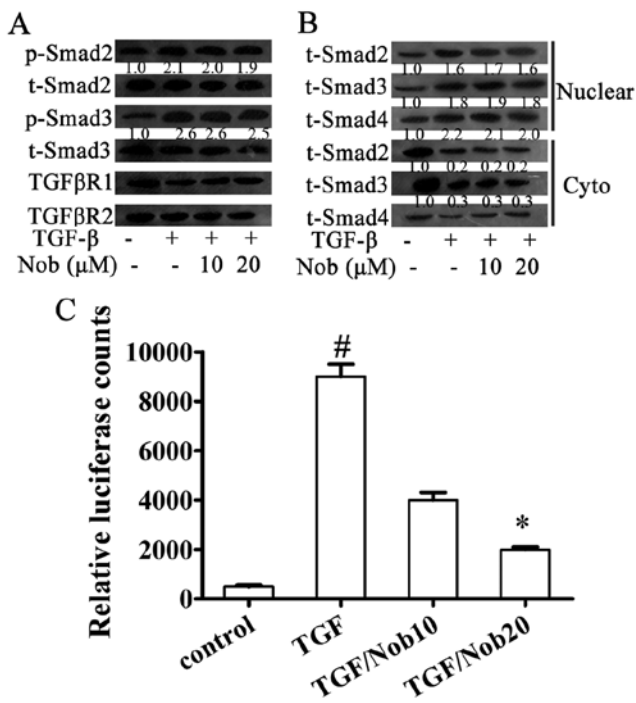 A
p-Smad2
1.0 2.1 2.0 1.9
t-Smad2
p-Smad3
1.0 2.6 2.6 2.5
t-Smad3
TGFβR1
TGFβR2
TGF-β - + + +
Nob (μM) - - 10 20
B
t-Smad2
1.0 1.6 1.7 1.6
t-Smad3
1.0 1.8 1.9 1.8
t-Smad4
1.0 2.2 2.1 2.0
Nuclear
t-Smad2
1.0 0.2 0.2 0.2
t-Smad3
1.0 0.3 0.3 0.3
t-Smad4
Cyto
TGF-β - + + +
Nob (μM) - - 10 20
C
Relative luciferase counts
10000
8000
6000
4000
2000
0
#
*
control
TGF
TGF/Nob10
TGF/Nob20